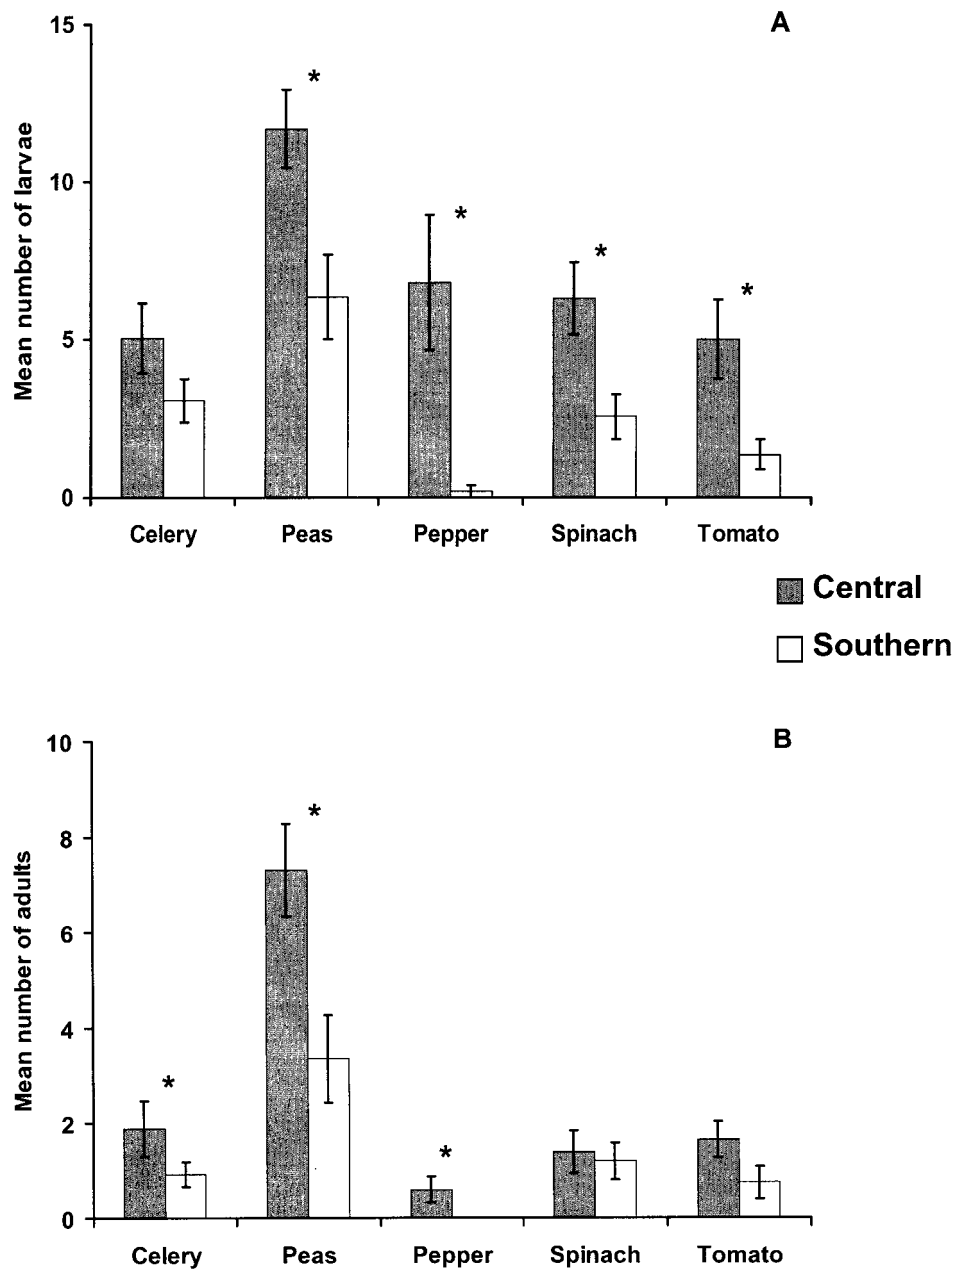 A
15
10
5
0
Mean number of larvae
*
*
*
*
Celery Peas Pepper Spinach Tomato
Central
Southern
B
10
8
6
4
2
0
Mean number of adults
*
*
*
Celery Peas Pepper Spinach Tomato